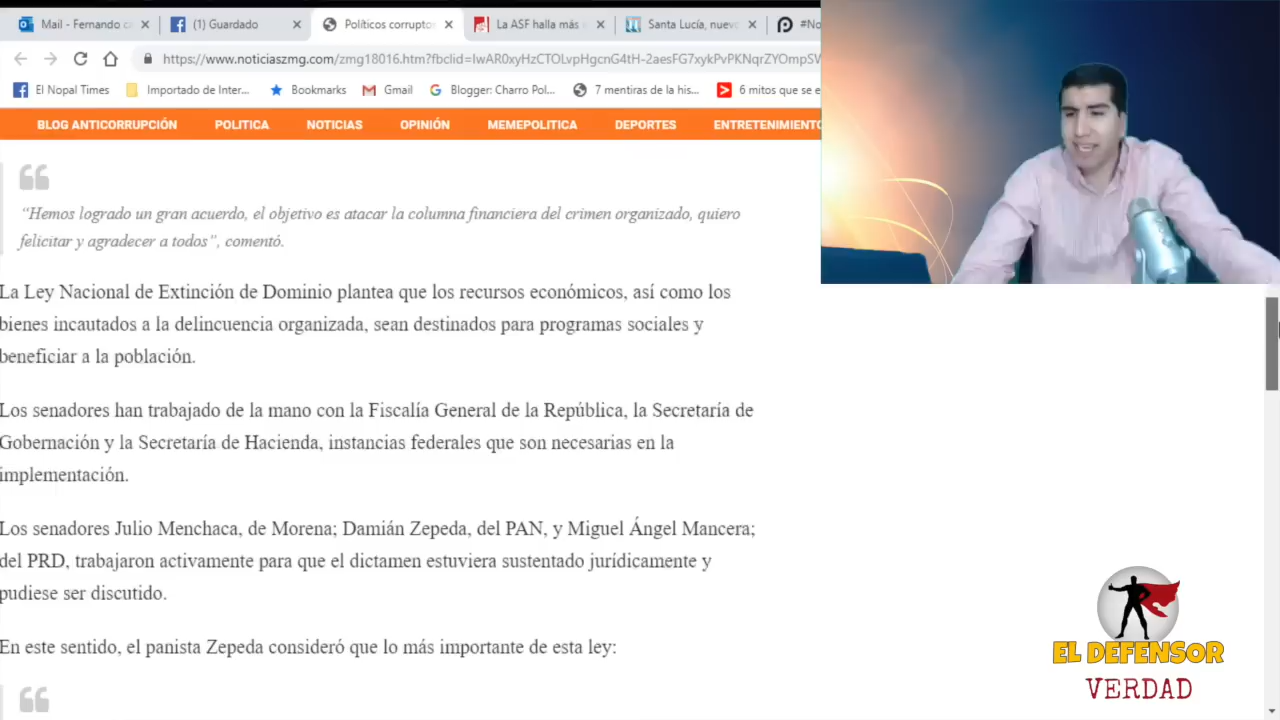 Mail - Fernando c
(1) Guardado
Políticos corrupto
La ASF halla más
Santa Lucía, nuevo
#No
https://www.noticiaszmg.com/zmg18016.htm?fbclid=IwAR0xyHzCTOLvpHgcnG4tH-2aesFG7xykPvPKNqrZYOmpSV
El Nopal Times
Importado de Inter...
Bookmarks
Gmail
Blogger: Charro Pol...
7 mentiras de la his...
6 mitos que se e
BLOG ANTICORRUPCIÓN
POLITICA
NOTICIAS
OPINIÓN
MEMEPOLITICA
DEPORTES
ENTRETENIMIENTO
“Hemos logrado un gran acuerdo, el objetivo es atacar la columna financiera del crimen organizado, quiero
felicitar y agradecer a todos”, comentó.
La Ley Nacional de Extinción de Dominio plantea que los recursos económicos, así como los
bienes incautados a la delincuencia organizada, sean destinados para programas sociales y
beneficiar a la población.
Los senadores han trabajado de la mano con la Fiscalía General de la República, la Secretaría de
Gobernación y la Secretaría de Hacienda, instancias federales que son necesarias en la
implementación.
Los senadores Julio Menchaca, de Morena; Damián Zepeda, del PAN, y Miguel Ángel Mancera;
del PRD, trabajaron activamente para que el dictamen estuviera sustentado jurídicamente y
pudiese ser discutido.
En este sentido, el panista Zepeda consideró que lo más importante de esta ley:
EL DEFENSOR
VERDAD